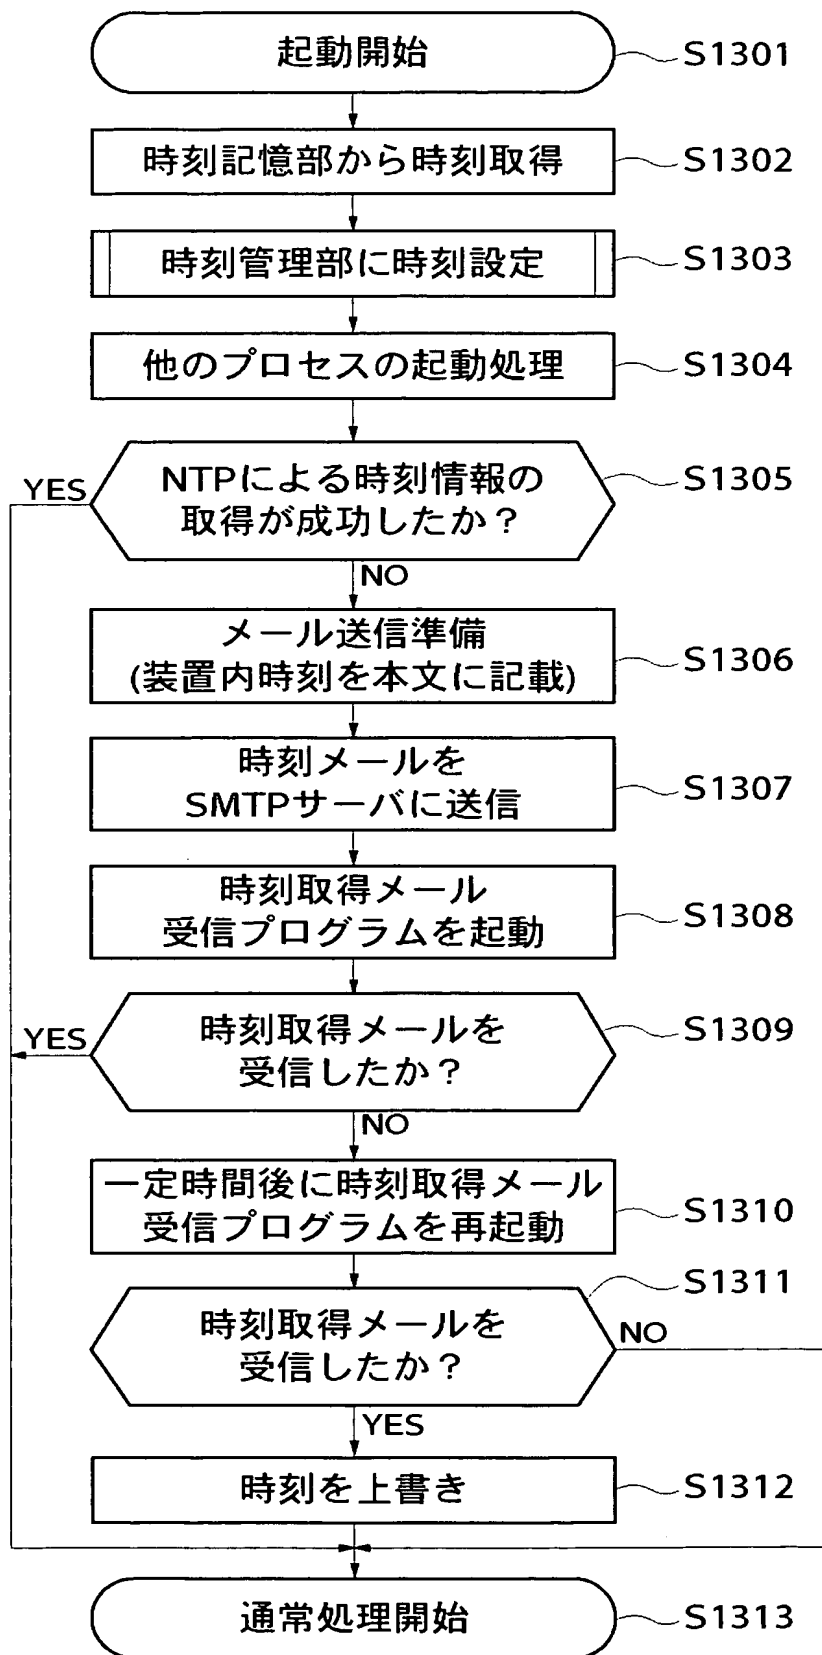 起動開始
S1301
時刻記憶部から時刻取得
S1302
時刻管理部に時刻設定
S1303
他のプロセスの起動処理
S1304
NTPによる時刻情報の
取得が成功したか？
S1305
YES
NO
メール送信準備
(装置内時刻を本文に記載)
S1306
時刻メールを
SMTPサーバに送信
S1307
時刻取得メール
受信プログラムを起動
S1308
時刻取得メールを
受信したか？
S1309
YES
NO
一定時間後に時刻取得メール
受信プログラムを再起動
S1310
時刻取得メールを
受信したか？
S1311
NO
YES
時刻を上書き
S1312
通常処理開始
S1313